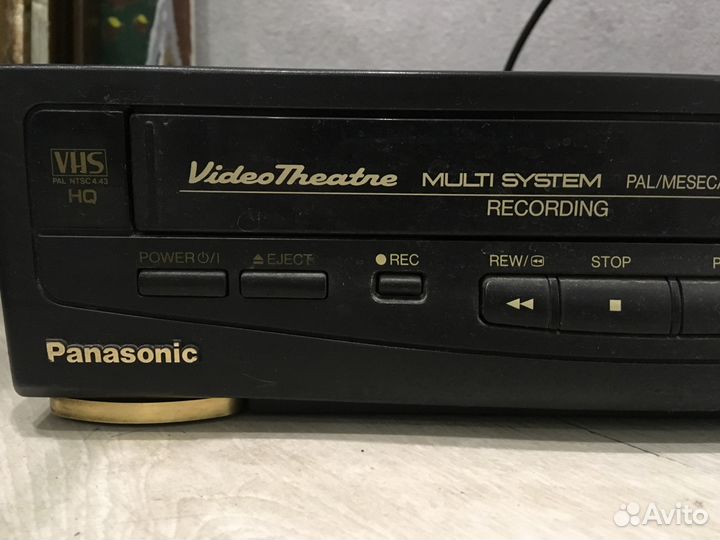 VHS
PAL NTSC 4.43
HQ
VideoTheatre MULTI SYSTEM PAL/MESEC/
RECORDING
POWER ⏻/I ⏏EJECT ●REC REW/ STOP P
Panasonic
Avito